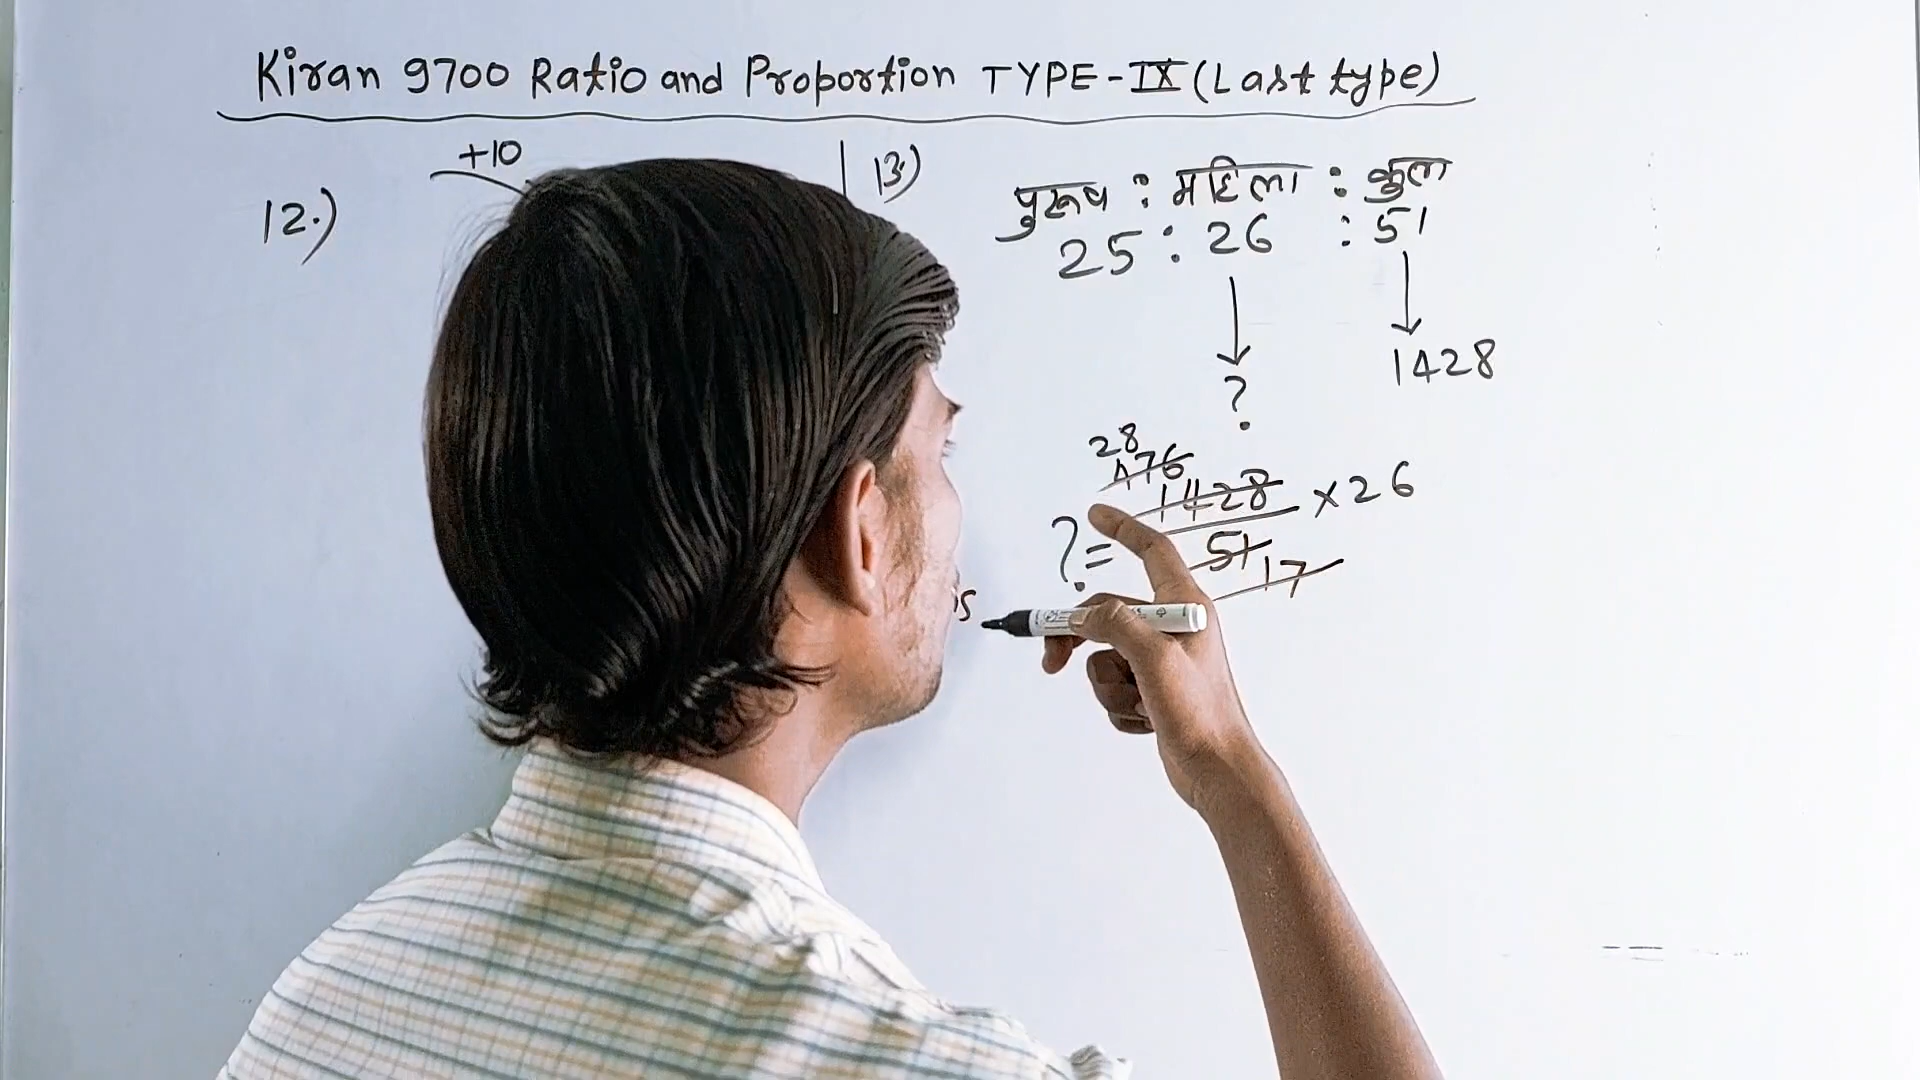 Kiran 9700 Ratio and Proportion TYPE-IX (Last type)
+10
12.)
13.)
पुरूष : महिला : कुल
25 : 26 : 51
?
1428
28
476
1428 × 26
?=
51
17